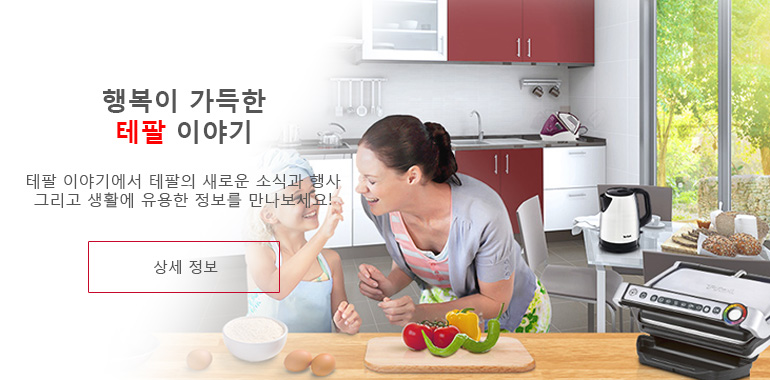 행복이 가득한
테팔 이야기
테팔 이야기에서 테팔의 새로운 소식과 행사
그리고 생활에 유용한 정보를 만나보세요!
상세 정보